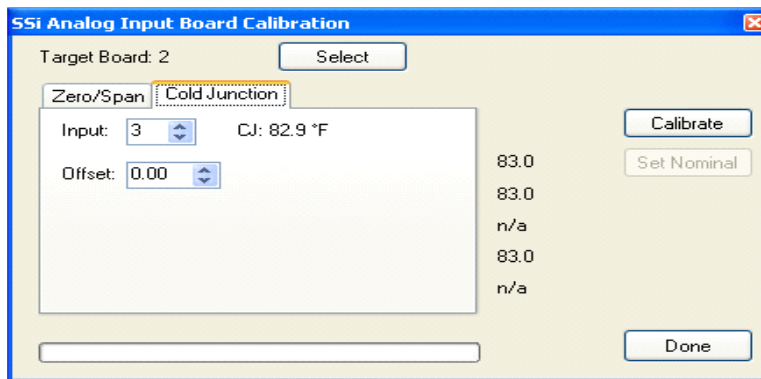 SSi Analog Input Board Calibration
Target Board: 2
Select
Zero/Span
Cold Junction
Input: 3
CJ: 82.9 °F
Offset: 0.00
83.0
83.0
n/a
83.0
n/a
Calibrate
Set Nominal
Done